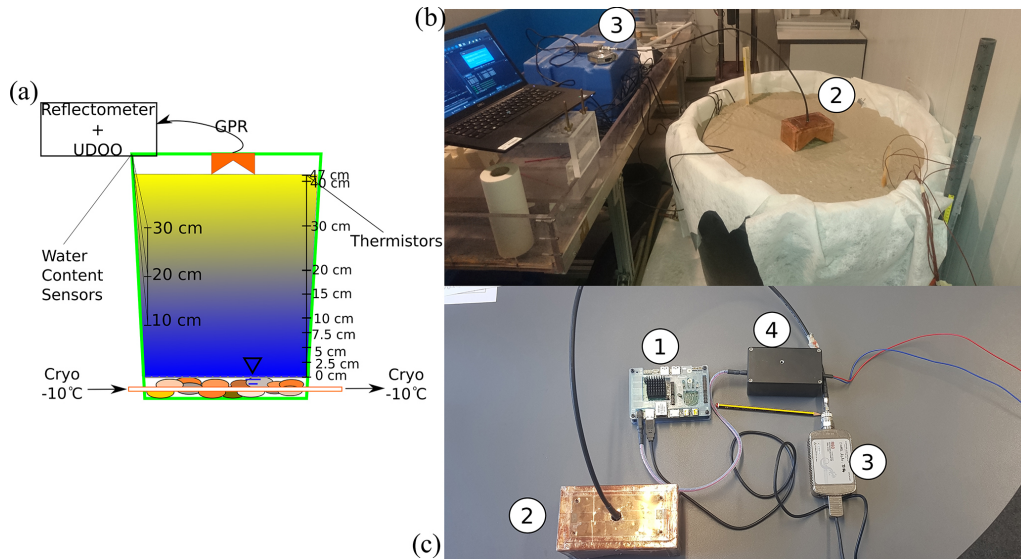 (a)
Reflectometer
+
UDOO
GPR
47 cm
40 cm
30 cm
20 cm
15 cm
10 cm
7.5 cm
5 cm
2.5 cm
0 cm
Thermistors
30 cm
20 cm
10 cm
Water
Content
Sensors
Cryo
-10℃
Cryo
-10℃
(b)
3
2
(c)
1
4
3
2